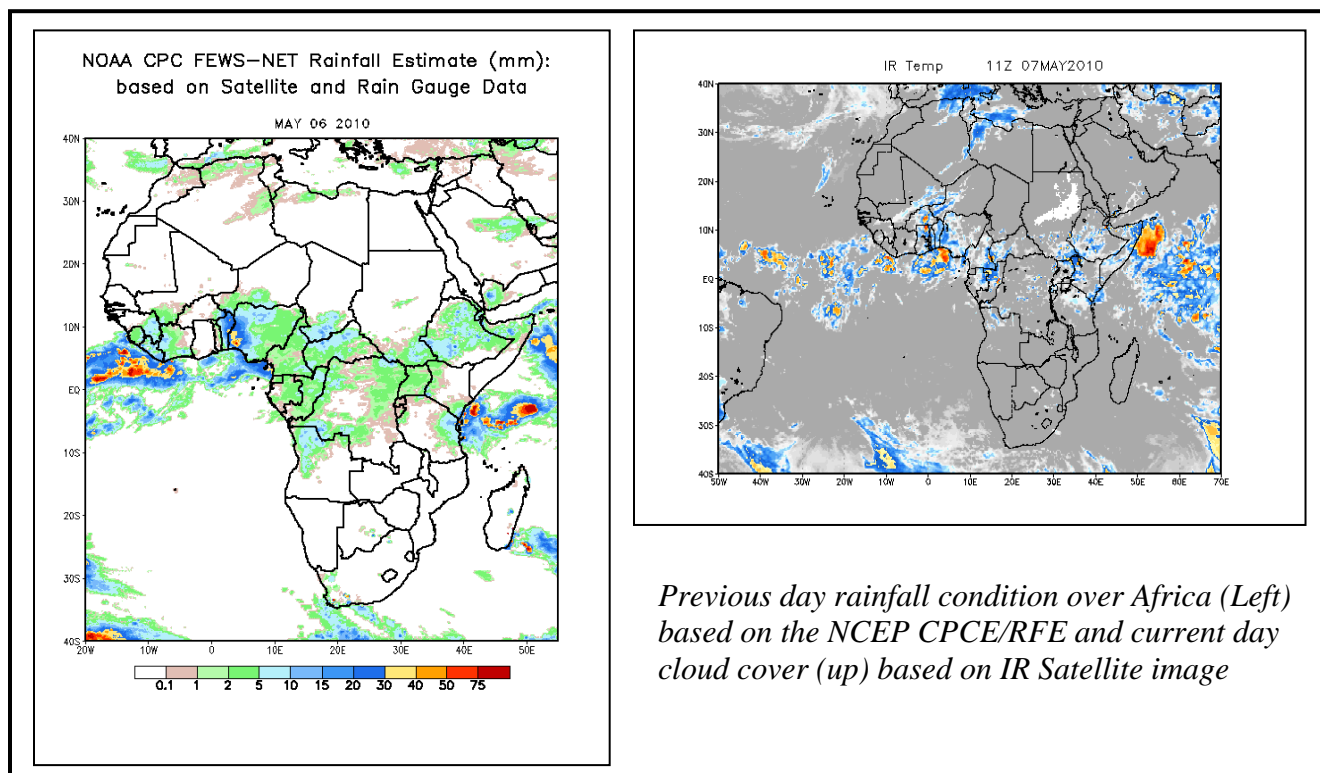 NOAA CPC FEWS-NET Rainfall Estimate (mm):
based on Satellite and Rain Gauge Data
MAY 06 2010
40N
30N
20N
10N
EQ
10S
20S
30S
40S
20W 10W 0 10E 20E 30E 40E 50E
0.1 1 2 5 10 15 20 30 40 50 75
IR Temp 11Z 07MAY2010
40N
30N
20N
10N
EQ
10S
20S
30S
40S
50W 40W 30W 20W 10W 0 10E 20E 30E 40E 50E 60E 70E
Previous day rainfall condition over Africa (Left)
based on the NCEP CPCE/RFE and current day
cloud cover (up) based on IR Satellite image